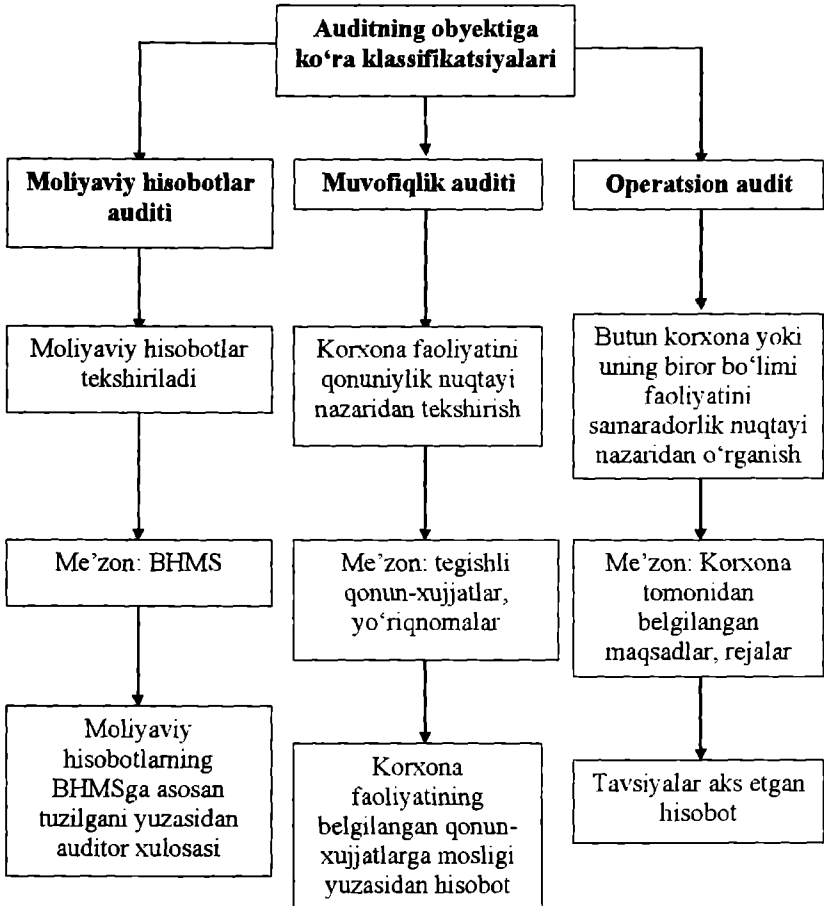 Auditning obyektiga
ko‘ra klassifikatsiyalari
Moliyaviy hisobotlar
auditi
Muvofiqlik auditi
Operatsion audit
Moliyaviy hisobotlar
tekshiriladi
Korxona faoliyatini
qonuniylik nuqtayi
nazaridan tekshirish
Butun korxona yoki
uning biror bo‘limi
faoliyatini
samaradorlik nuqtayi
nazaridan o‘rganish
Me’zon: BHMS
Me’zon: tegishli
qonun-xujjatlar,
yo‘riqnomalar
Me’zon: Korxona
tomonidan
belgilangan
maqsadlar, rejalar
Moliyaviy
hisobotlarning
BHMSga asosan
tuzilgani yuzasidan
auditor xulosasi
Korxona
faoliyatining
belgilangan qonun-
xujjatlarga mosligi
yuzasidan hisobot
Tavsiyalar aks etgan
hisobot